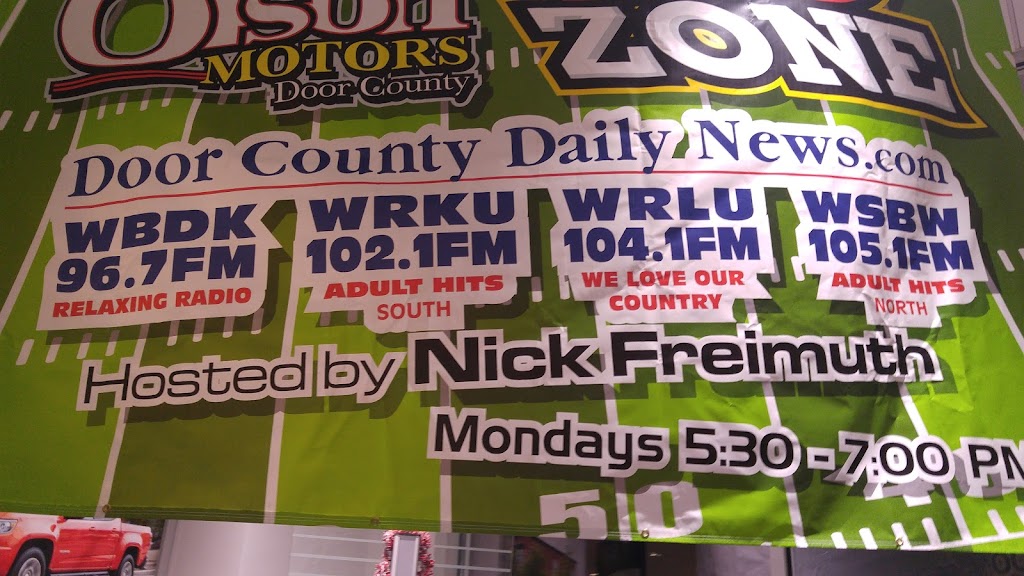 Olson
MOTORS
Door County
ZONE
Door County Daily News.com
WBDK
96.7FM
RELAXING RADIO
WRKU
102.1FM
ADULT HITS
SOUTH
WRLU
104.1FM
WE LOVE OUR
COUNTRY
WSBW
105.1FM
ADULT HITS
NORTH
Hosted by Nick Freimuth
Mondays 5:30 - 7:00 PM
50